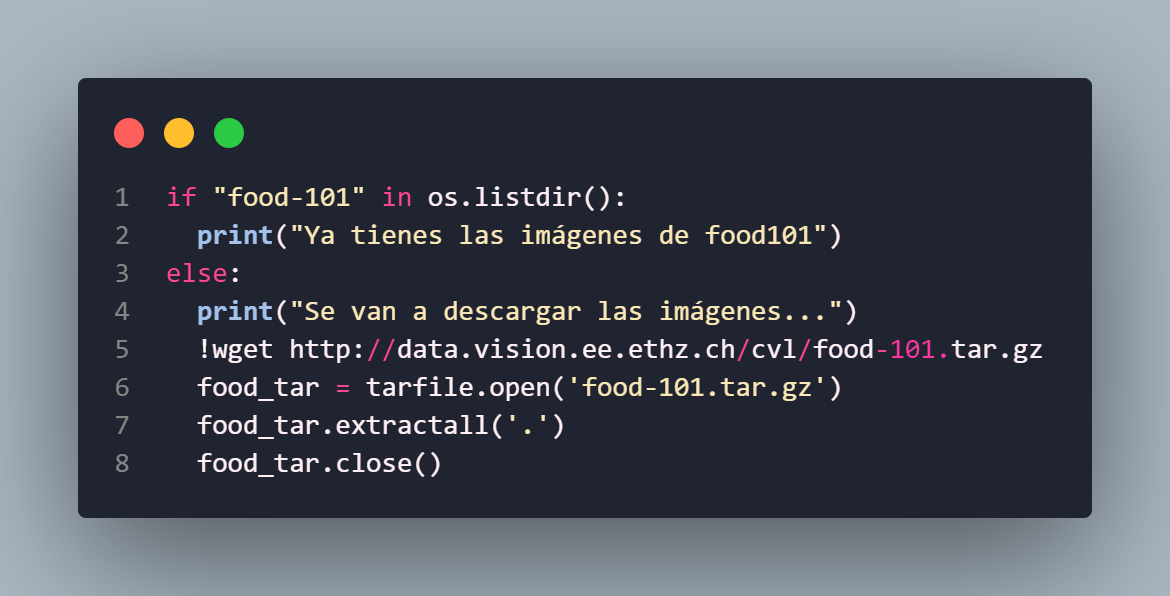 1 if "food-101" in os.listdir():
2   print("Ya tienes las imágenes de food101")
3 else:
4   print("Se van a descargar las imágenes...")
5   !wget http://data.vision.ee.ethz.ch/cvl/food-101.tar.gz
6   food_tar = tarfile.open('food-101.tar.gz')
7   food_tar.extractall('.')
8   food_tar.close()